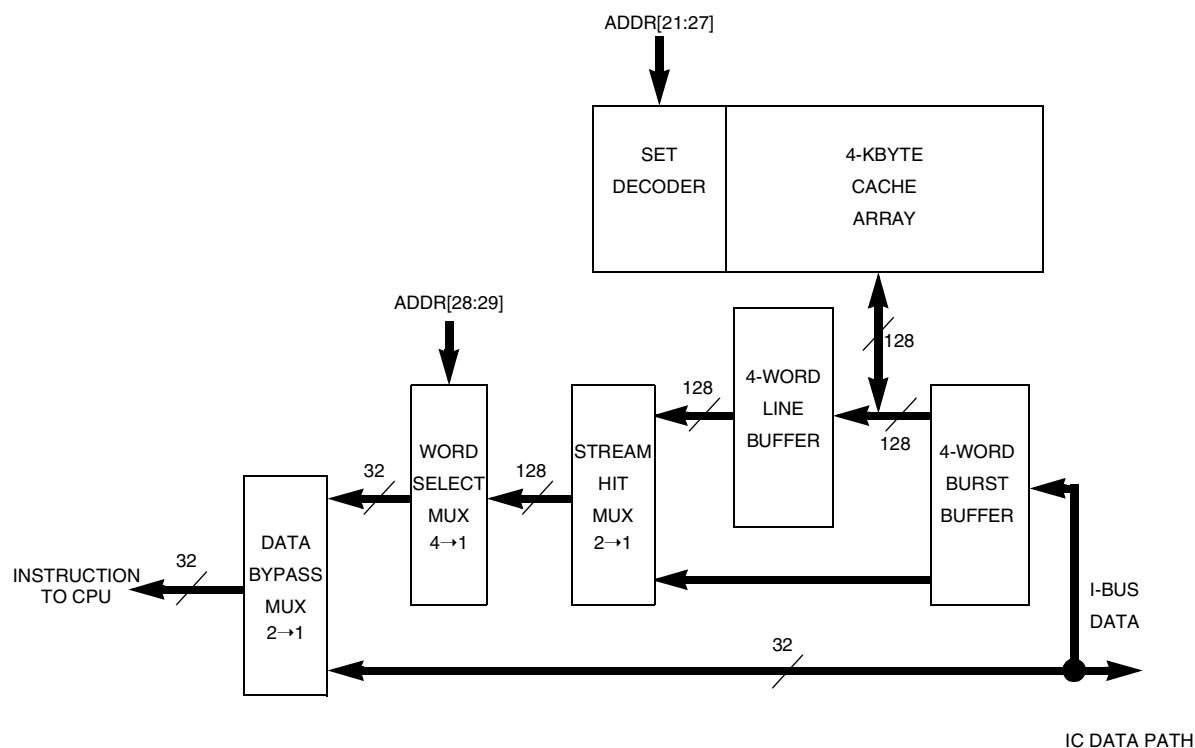 ADDR[21:27]
SET
DECODER
4-KBYTE
CACHE
ARRAY
ADDR[28:29]
128
4-WORD
LINE
BUFFER
128
128
4-WORD
BURST
BUFFER
STREAM
HIT
MUX
2→1
128
WORD
SELECT
MUX
4→1
32
DATA
BYPASS
MUX
2→1
32
INSTRUCTION
TO CPU
I-BUS
DATA
32
IC DATA PATH